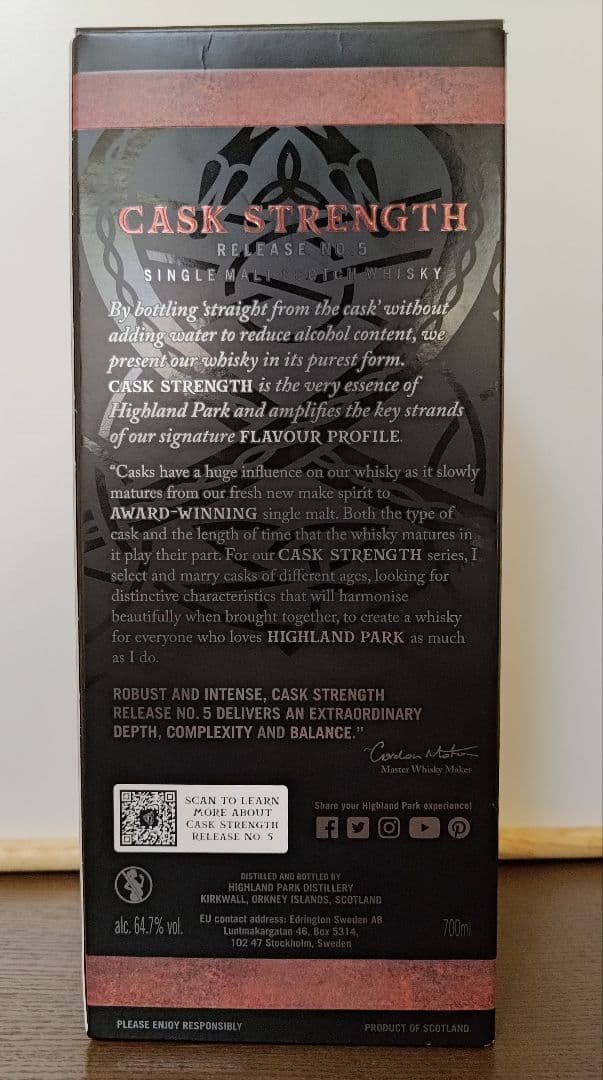 CASK STRENGTH
RELEASE NO 5
SINGLE MALT SCOTCH WHISKY
By bottling 'straight from the cask' without
adding water to reduce alcohol content, we
present our whisky in its purest form.
CASK STRENGTH is the very essence of
Highland Park and amplifies the key strands
of our signature FLAVOUR PROFILE.
"Casks have a huge influence on our whisky as it slowly
matures from our fresh new make spirit to
AWARD-WINNING single malt. Both the type of
cask and the length of time that the whisky matures in
it play their part. For our CASK STRENGTH series, I
select and marry casks of different ages, looking for
distinctive characteristics that will harmonise
beautifully when brought together, to create a whisky
for everyone who loves HIGHLAND PARK as much
as I do.
ROBUST AND INTENSE, CASK STRENGTH
RELEASE NO. 5 DELIVERS AN EXTRAORDINARY
DEPTH, COMPLEXITY AND BALANCE."
Gordon Motion
Master Whisky Maker
SCAN TO LEARN
MORE ABOUT
CASK STRENGTH
RELEASE NO. 5
Share your Highland Park experience!
DISTILLED AND BOTTLED BY
HIGHLAND PARK DISTILLERY
KIRKWALL, ORKNEY ISLANDS, SCOTLAND
alc. 64.7% vol.
EU contact address: Edrington Sweden AB
Luntmakargatan 46, Box 5314,
102 47 Stockholm, Sweden
700ml
PLEASE ENJOY RESPONSIBLY
PRODUCT OF SCOTLAND